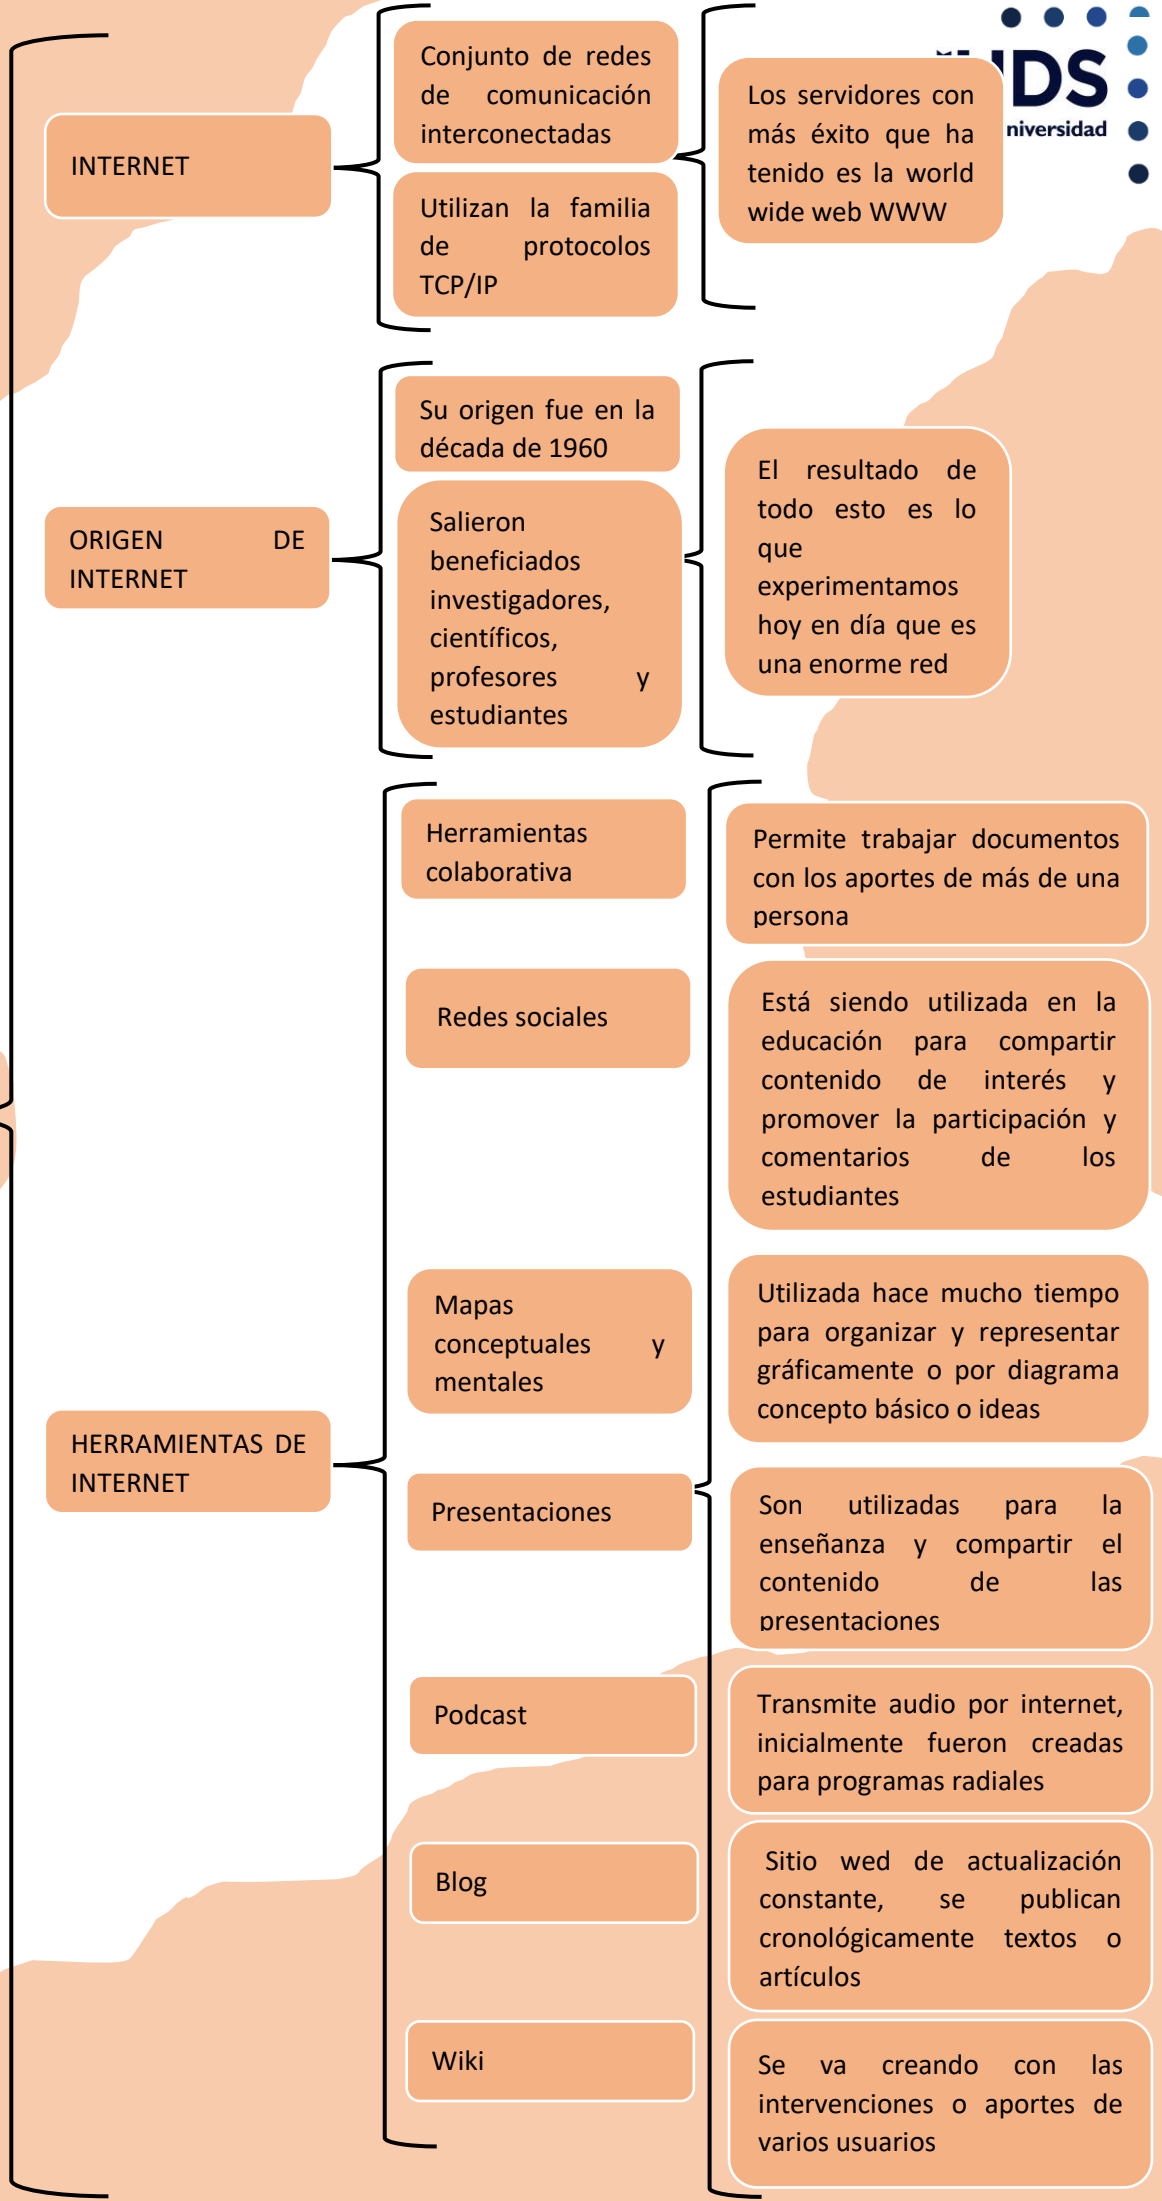 UDS
niversidad
INTERNET
Conjunto de redes
de comunicación
interconectadas
Utilizan la familia
de protocolos
TCP/IP
Los servidores con
más éxito que ha
tenido es la world
wide web WWW
ORIGEN DE
INTERNET
Su origen fue en la
década de 1960
Salieron
beneficiados
investigadores,
científicos,
profesores y
estudiantes
El resultado de
todo esto es lo
que
experimentamos
hoy en día que es
una enorme red
HERRAMIENTAS DE
INTERNET
Herramientas
colaborativa
Permite trabajar documentos
con los aportes de más de una
persona
Redes sociales
Está siendo utilizada en la
educación para compartir
contenido de interés y
promover la participación y
comentarios de los
estudiantes
Mapas
conceptuales y
mentales
Utilizada hace mucho tiempo
para organizar y representar
gráficamente o por diagrama
concepto básico o ideas
Presentaciones
Son utilizadas para la
enseñanza y compartir el
contenido de las
presentaciones
Podcast
Transmite audio por internet,
inicialmente fueron creadas
para programas radiales
Blog
Sitio wed de actualización
constante, se publican
cronológicamente textos o
artículos
Wiki
Se va creando con las
intervenciones o aportes de
varios usuarios